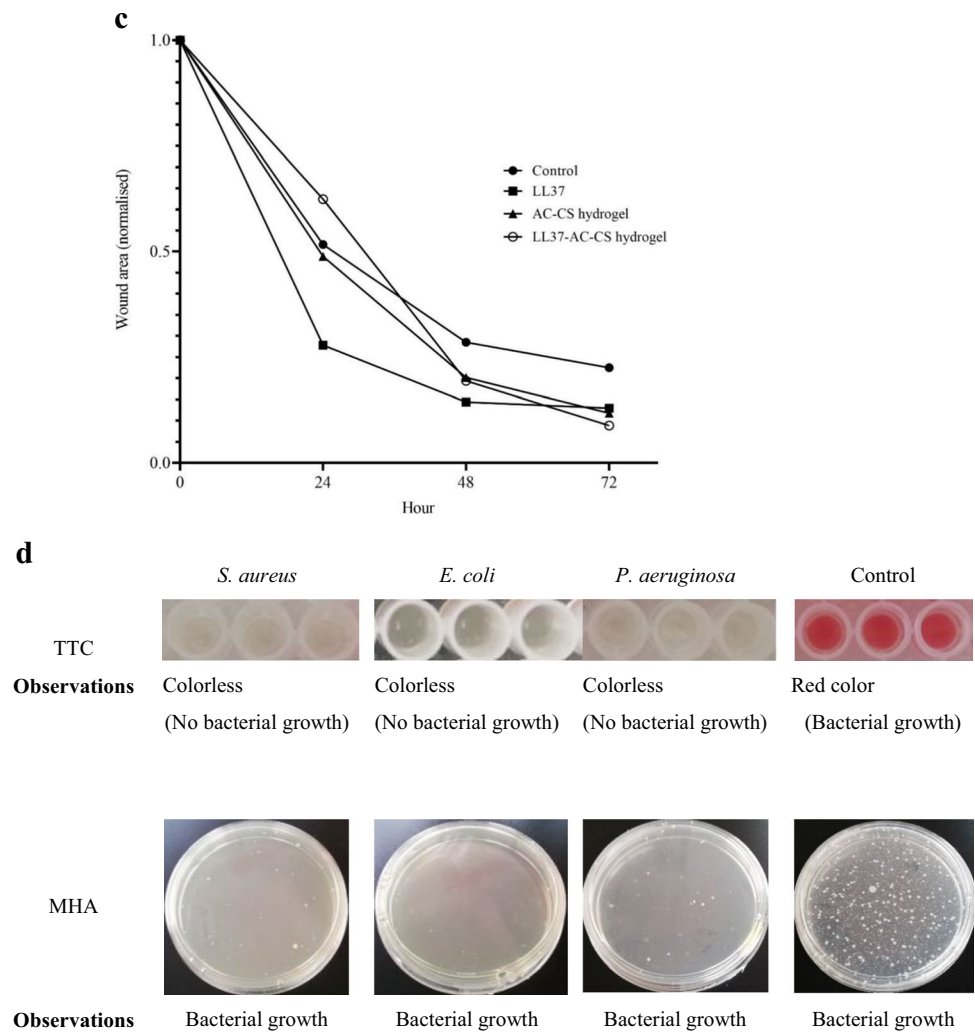 c
1.0
0.5
0.0
Wound area (normalised)
0
24
48
72
Hour
Control
LL37
AC-CS hydrogel
LL37-AC-CS hydrogel
d
S. aureus E. coli P. aeruginosa Control
TTC
Observations Colorless Colorless Colorless Red color
(No bacterial growth) (No bacterial growth) (No bacterial growth) (Bacterial growth)
MHA
Observations Bacterial growth Bacterial growth Bacterial growth Bacterial growth